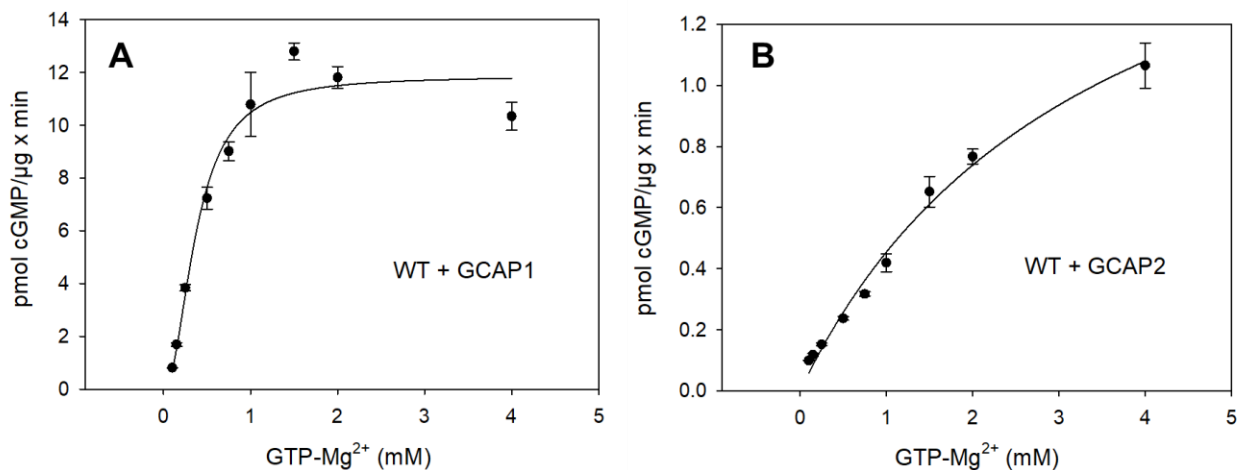 A
14
12
10
8
6
4
2
0
pmol cGMP/µg x min
WT + GCAP1
0 1 2 3 4 5
GTP-Mg²⁺ (mM)
B
1.2
1.0
0.8
0.6
0.4
0.2
0.0
pmol cGMP/µg x min
WT + GCAP2
0 1 2 3 4 5
GTP-Mg²⁺ (mM)